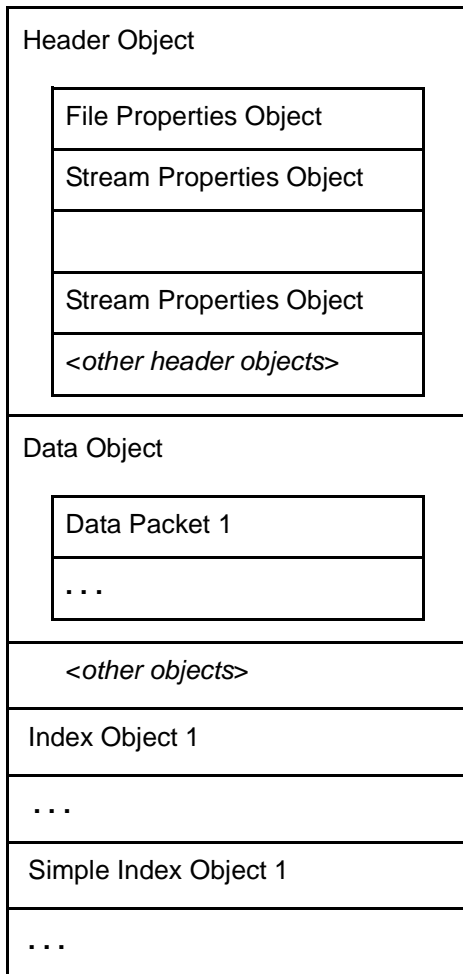 Header Object
File Properties Object
Stream Properties Object
Stream Properties Object
<other header objects>
Data Object
Data Packet 1
. . .
<other objects>
Index Object 1
. . .
Simple Index Object 1
. . .